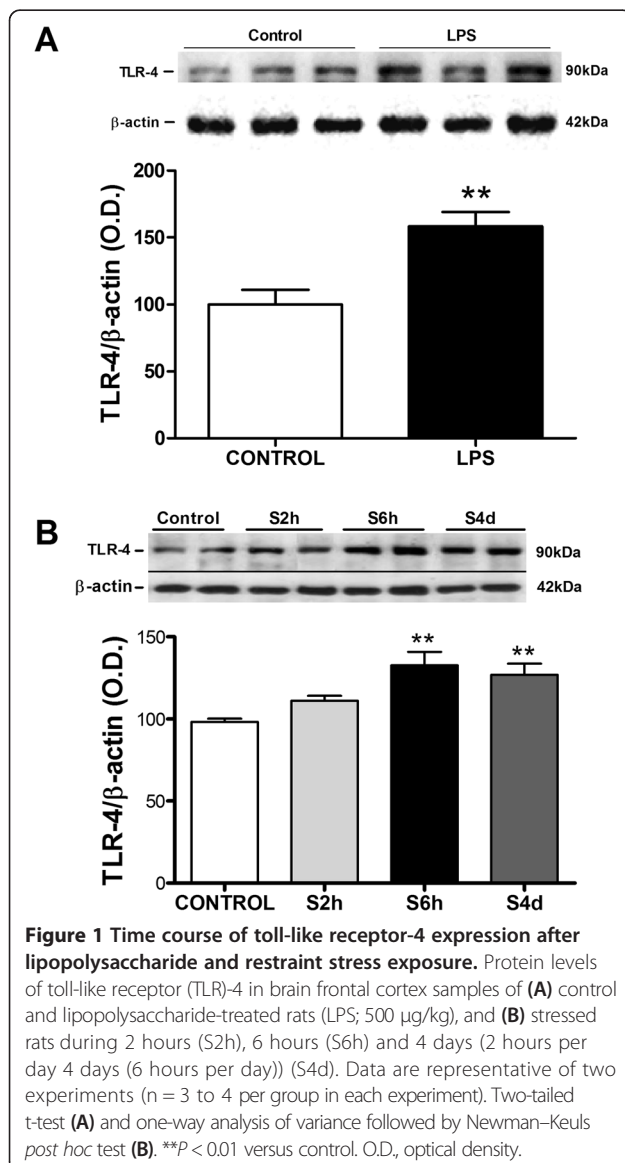 A
Control LPS
TLR-4 – 90kDa
β-actin – 42kDa
TLR-4/β-actin (O.D.)
200
150
100
50
0
**
CONTROL LPS
B
Control S2h S6h S4d
TLR-4 – 90kDa
β-actin – 42kDa
TLR-4/β-actin (O.D.)
150
100
50
0
** **
CONTROL S2h S6h S4d
Figure 1 Time course of toll-like receptor-4 expression after
lipopolysaccharide and restraint stress exposure. Protein levels
of toll-like receptor (TLR)-4 in brain frontal cortex samples of (A) control
and lipopolysaccharide-treated rats (LPS; 500 μg/kg), and (B) stressed
rats during 2 hours (S2h), 6 hours (S6h) and 4 days (2 hours per
day 4 days (6 hours per day)) (S4d). Data are representative of two
experiments (n = 3 to 4 per group in each experiment). Two-tailed
t-test (A) and one-way analysis of variance followed by Newman–Keuls
post hoc test (B). **P < 0.01 versus control. O.D., optical density.